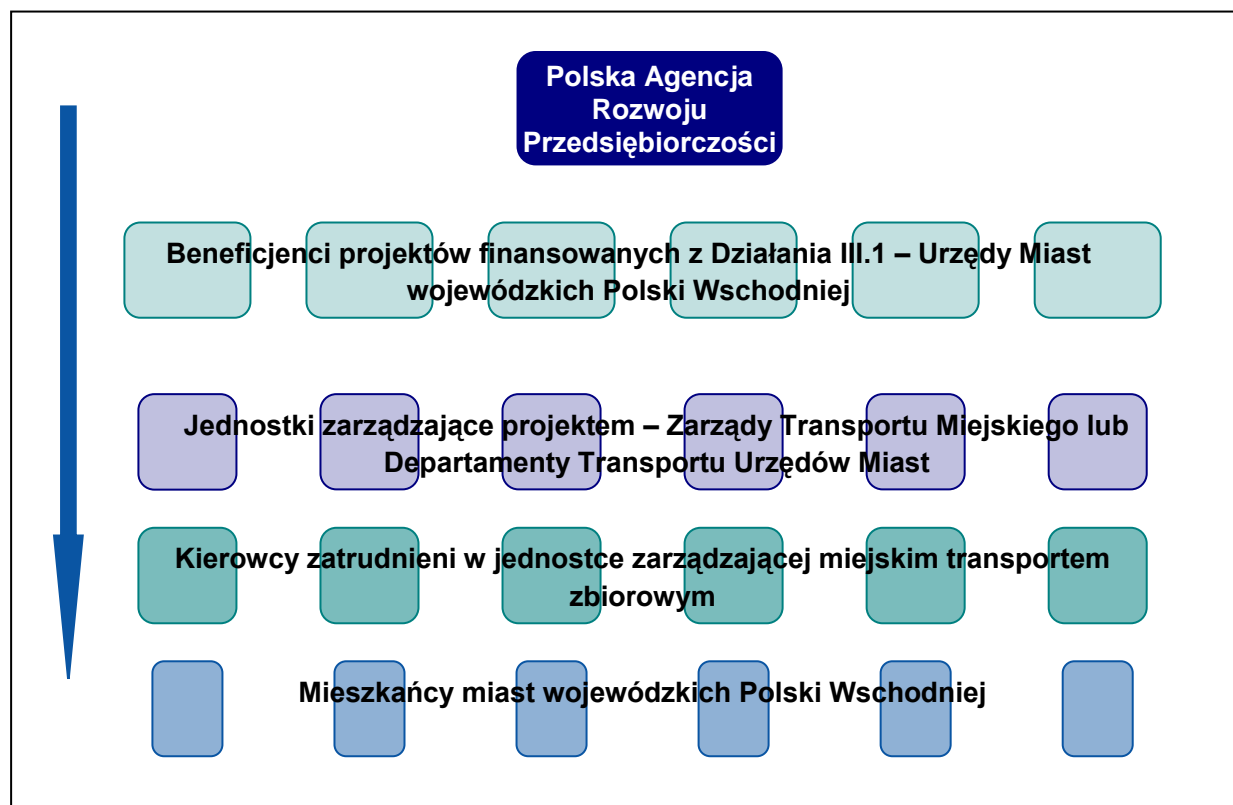 Polska Agencja
Rozwoju
Przedsiębiorczości
Beneficjenci projektów finansowanych z Działania III.1 – Urzędy Miast
wojewódzkich Polski Wschodniej
Jednostki zarządzające projektem – Zarządy Transportu Miejskiego lub
Departamenty Transportu Urzędów Miast
Kierowcy zatrudnieni w jednostce zarządzającej miejskim transportem
zbiorowym
Mieszkańcy miast wojewódzkich Polski Wschodniej